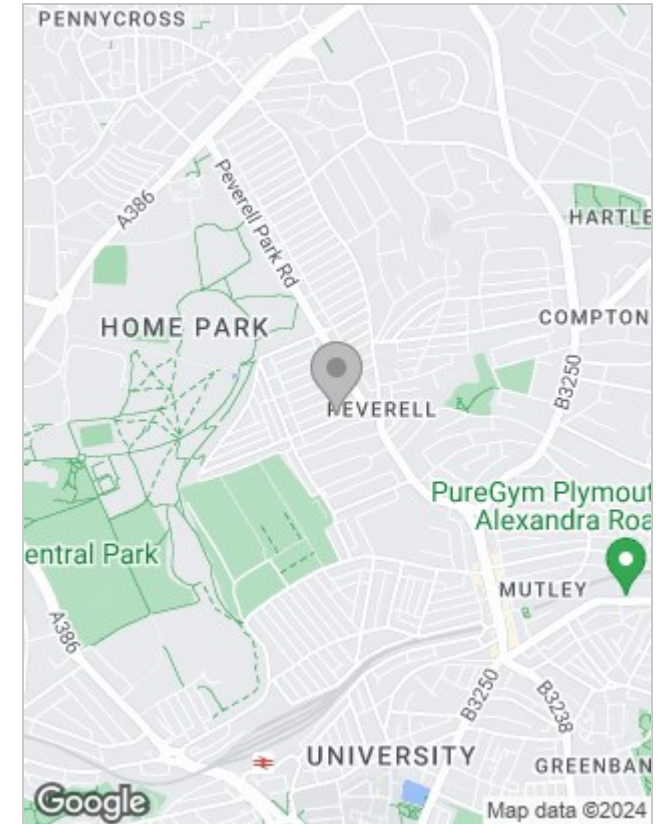 PENNYCROSS
Peverell Park Rd
A386
HARTLE
HOME PARK
COMPTON
B3250
PEVERELL
PureGym Plymout
Alexandra Roa
entral Park
MUTLEY
A386
B3250
B3238
UNIVERSITY
GREENBAN
Google
Map data ©2024